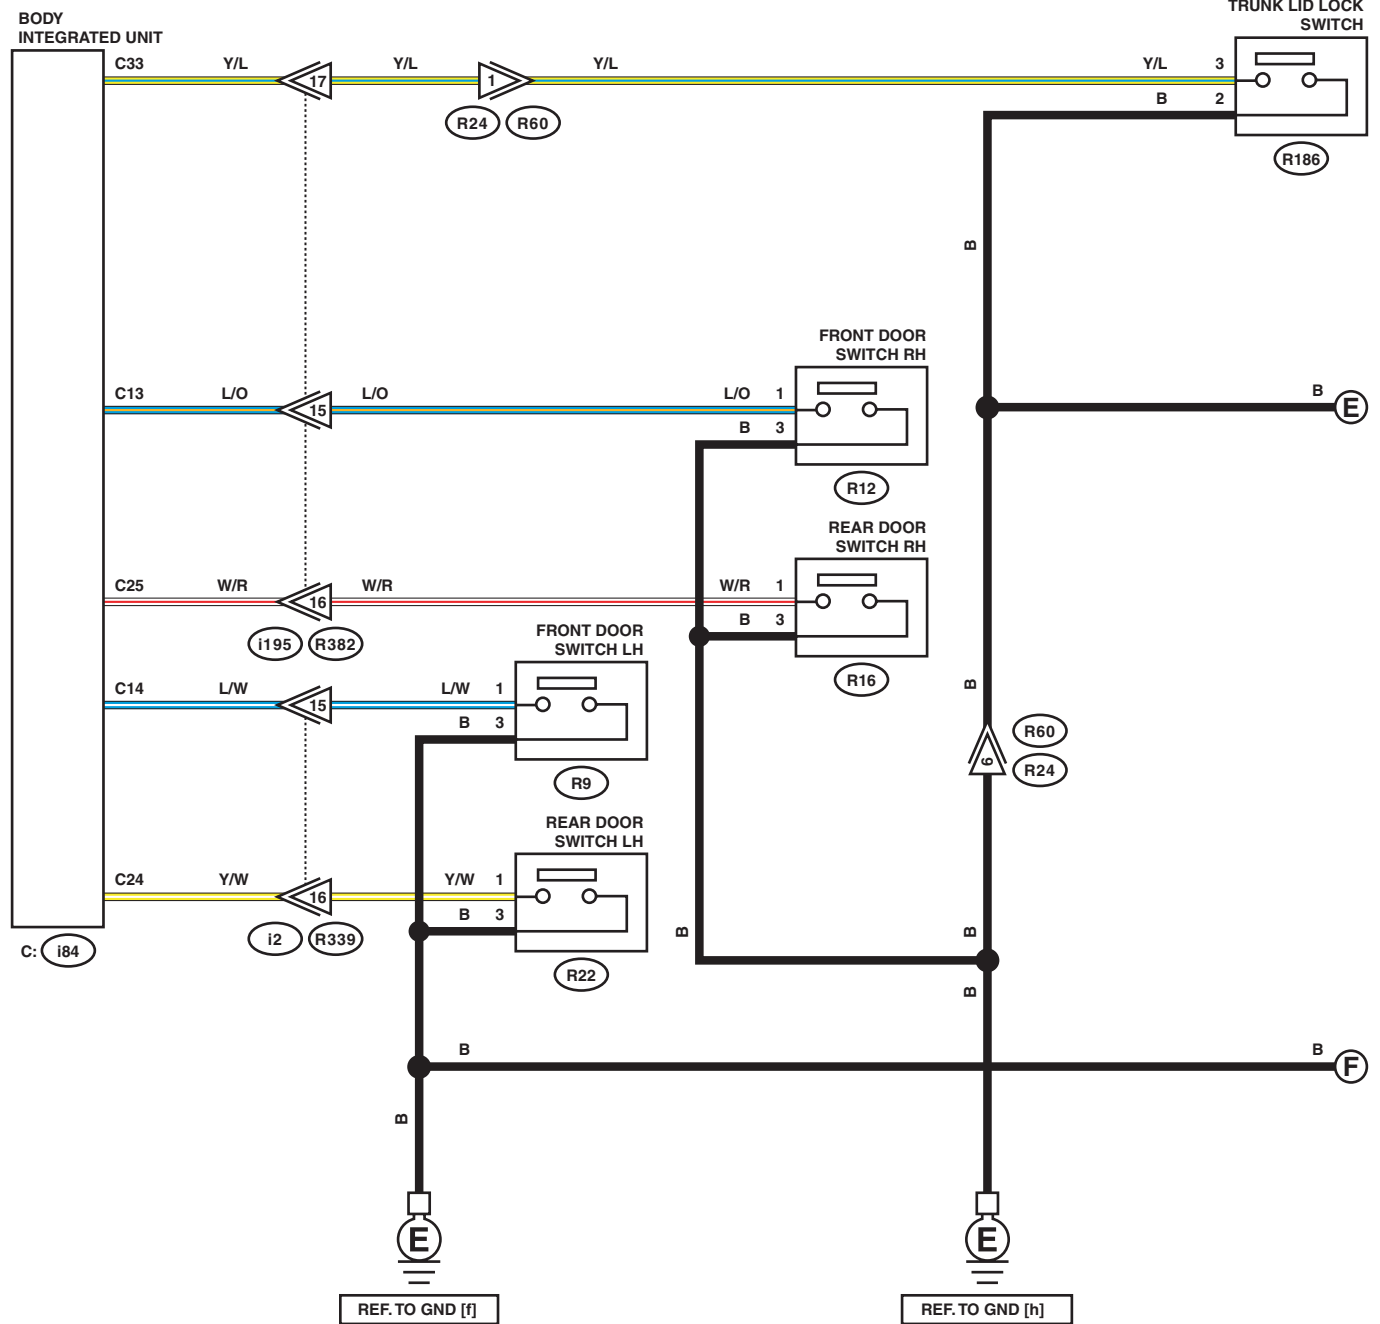 BODY
INTEGRATED UNIT
TRUNK LID LOCK
SWITCH
C33 Y/L 17 Y/L 1 Y/L Y/L 3
B 2
R24 R60
R186
B
FRONT DOOR
SWITCH RH
C13 L/O 15 L/O L/O 1
B E
B 3
R12
REAR DOOR
SWITCH RH
C25 W/R 16 W/R W/R 1
B 3
i195 R382
R16
FRONT DOOR
SWITCH LH
C14 L/W 15 L/W 1
B
B 3
R9
R60
6 R24
REAR DOOR
SWITCH LH
C24 Y/W 16 Y/W 1
B 3
i2 R339
B B
C: i84
R22
B
B B F
B
E E
REF. TO GND [f] REF. TO GND [h]